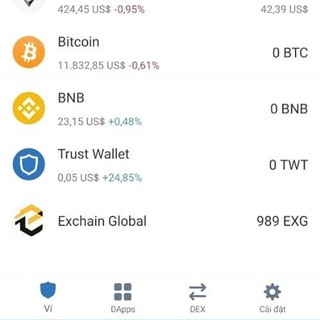 424,45 US$ -0,95% 42,39 US$
Bitcoin
11.832,85 US$ -0,61% 0 BTC
BNB
23,15 US$ +0,48% 0 BNB
Trust Wallet
0,05 US$ +24,85% 0 TWT
Exchain Global 989 EXG
Ví DApps DEX Cài đặt